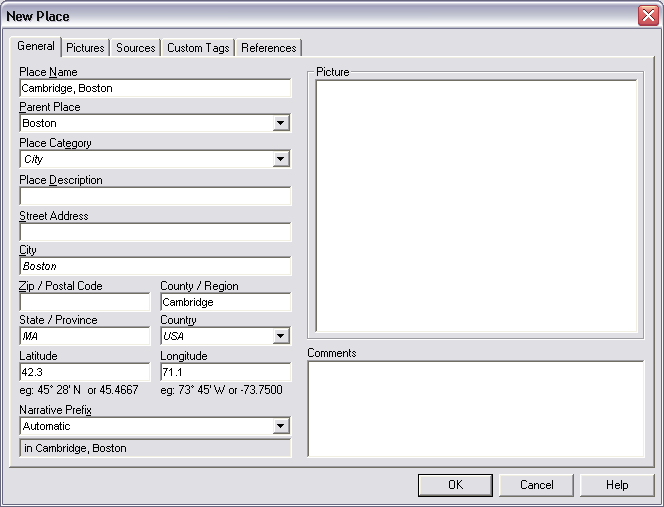 New Place
General Pictures Sources Custom Tags References
Place Name
Cambridge, Boston
Parent Place
Boston
Place Category
City
Place Description
Street Address
City
Boston
Zip / Postal Code County / Region
Cambridge
State / Province Country
MA USA
Latitude Longitude
42.3 71.1
eg: 45° 28' N or 45.4667 eg: 73° 45' W or -73.7500
Narrative Prefix
Automatic
in Cambridge, Boston
Picture
Comments
OK Cancel Help